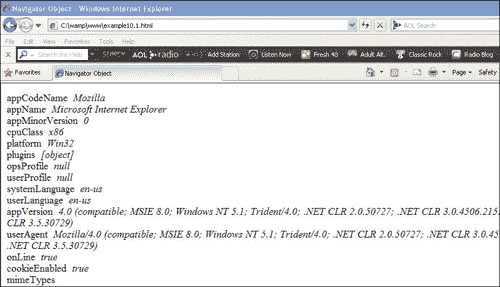 Navigator Object - Windows Internet Explorer
C:\wamp\www\example10.1.html
AOL Search
File Edit View Favorites Tools Help
Search the Web AOL radio Add Station Listen Now Fresh 40 Adult Alt... Classic Rock Radio Blog
Favorites Navigator Object Page Safety
appCodeName Mozilla
appName Microsoft Internet Explorer
appMinorVersion 0
cpuClass x86
platform Win32
plugins [object]
opsProfile null
userProfile null
systemLanguage en-us
userLanguage en-us
appVersion 4.0 (compatible; MSIE 8.0; Windows NT 5.1; Trident/4.0; .NET CLR 2.0.50727; .NET CLR 3.0.4506.215
CLR 3.5.30729)
userAgent Mozilla/4.0 (compatible; MSIE 8.0; Windows NT 5.1; Trident/4.0; .NET CLR 2.0.50727; .NET CLR 3.0.45
.NET CLR 3.5.30729)
onLine true
cookieEnabled true
mimeTypes